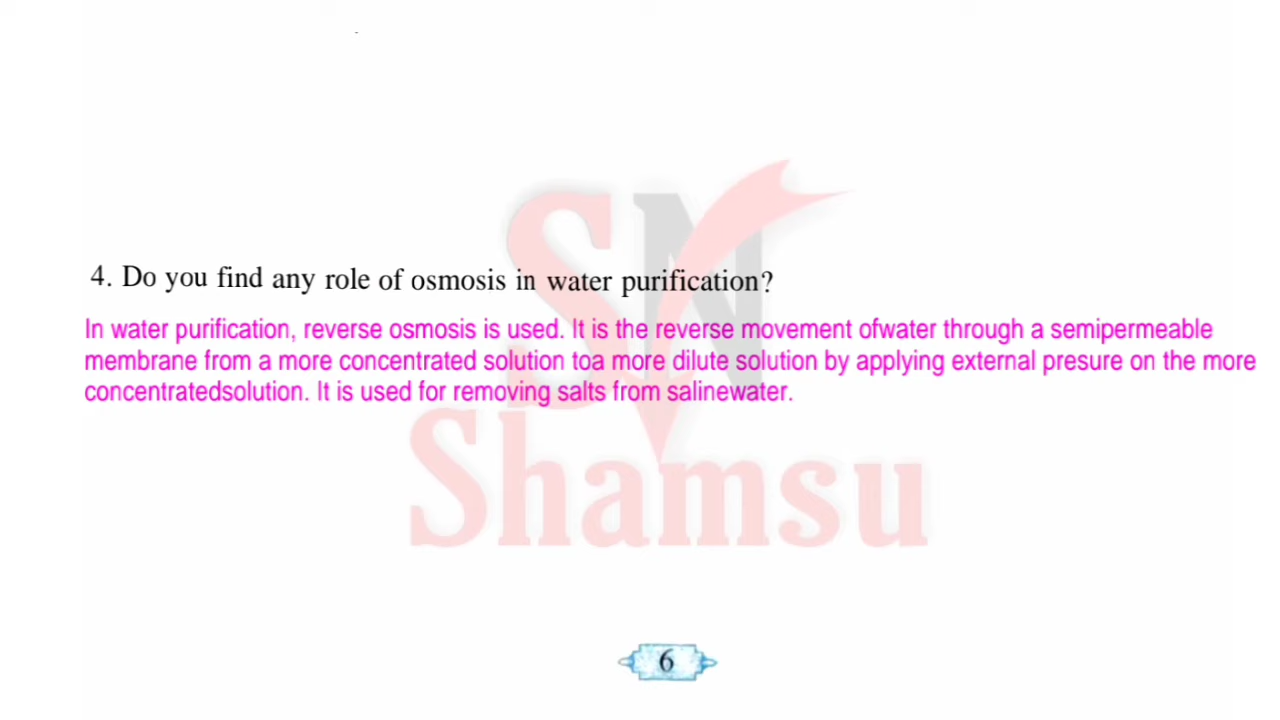 4. Do you find any role of osmosis in water purification?
In water purification, reverse osmosis is used. It is the reverse movement ofwater through a semipermeable
membrane from a more concentrated solution toa more dilute solution by applying external presure on the more
concentratedsolution. It is used for removing salts from salinewater.
SN
Shamsu
6